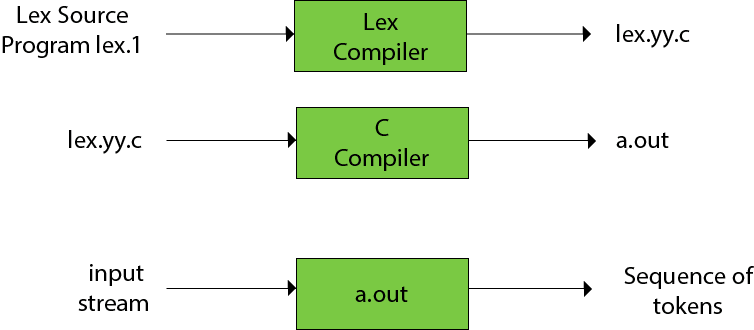 Lex Source
Program lex.1
Lex
Compiler
lex.yy.c
lex.yy.c
C
Compiler
a.out
input
stream
a.out
Sequence of
tokens